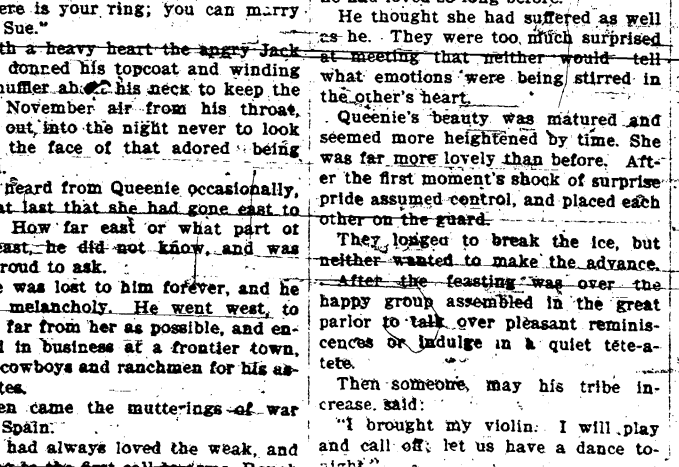 ere is your ring; you can marry
Sue."
th a heavy heart the angry Jack
donned his topcoat and winding
muffler about his neck to keep the
November air from his throat,
out into the night never to look
the face of that adored being
heard from Queenie occasionally,
at last that she had gone east to
How far east or what part of
east, he did not know, and was
roud to ask.
e was lost to him forever, and he
melancholy. He went west, to
far from her as possible, and en-
d in business at a frontier town,
cowboys and ranchmen for his as-
tes.
en came the mutterings of war
Spain.
had always loved the weak, and
He thought she had suffered as well
as he. They were too much surprised
at meeting that neither would tell
what emotions were being stirred in
the other's heart.
Queenie's beauty was matured and
seemed more heightened by time. She
was far more lovely than before. Aft-
er the first moment's shock of surprise
pride assumed control, and placed each
other on the guard.
They longed to break the ice, but
neither wanted to make the advance.
After the feasting was over the
happy group assembled in the great
parlor to talk over pleasant reminis-
cences or indulge in a quiet tete-a-
tete.
Then someone, may his tribe in-
crease, said:
"I brought my violin. I will play
and call off; let us have a dance to-
night."